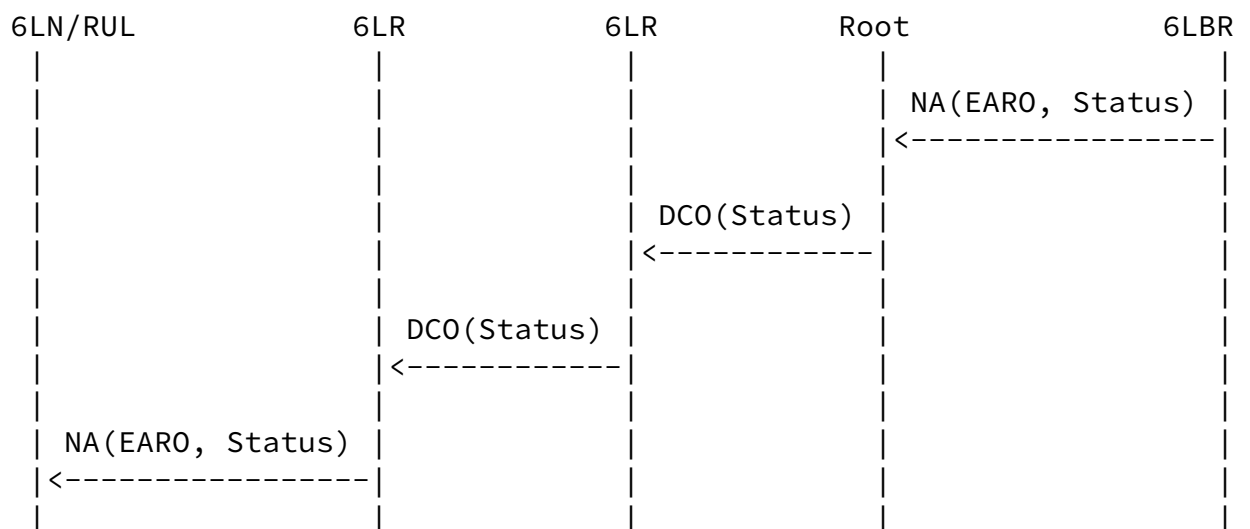 6LN/RUL 6LR 6LR Root 6LBR
NA(EARO, Status)
DCO(Status)
DCO(Status)
NA(EARO, Status)